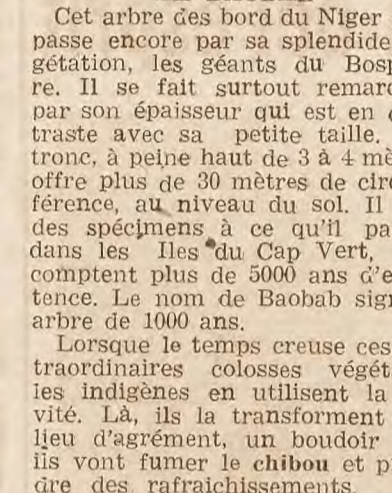 Cet arbre des bord du Niger
passe encore par sa splendide
gétation, les géants du Bosp
re. Il se fait surtout remarq
par son épaisseur qui est en c
traste avec sa petite taille.
tronc, à peine haut de 3 à 4 mè
offre plus de 30 mètres de circ
férence, au niveau du sol. Il
des spécimens à ce qu'il pa
dans les Iles du Cap Vert,
comptent plus de 5000 ans d'e
tence. Le nom de Baobab sign
arbre de 1000 ans.
Lorsque le temps creuse ces
traordinaires colosses végét
les indigènes en utilisent la
vité. Là, ils la transforment
lieu d'agrément, un boudoir
ils vont fumer le chibou et p
dre des rafraichissements.